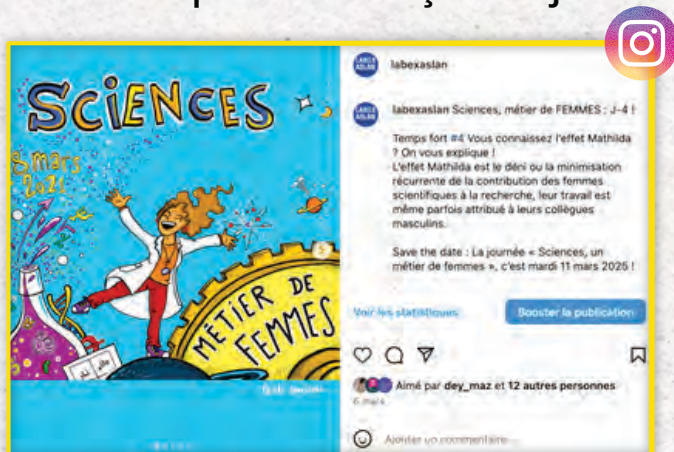 SCIENCES
8 mars
2021
MÉTIER DE
FEMMES
LABEX
ASLAN
labexaslan
LABEX
ASLAN
labexaslan Sciences, métier de FEMMES : J-4 !
Temps fort #4 Vous connaissez l'effet Mathilda
? On vous explique !
L'effet Mathilda est le déni ou la minimisation
récurrente de la contribution des femmes
scientifiques à la recherche, leur travail est
même parfois attribué à leurs collègues
masculins.
Save the date : La journée « Sciences, un
métier de femmes », c'est mardi 11 mars 2025 !
Voir les statistiques
Booster la publication
Aimé par dey_maz et 12 autres personnes
6 mars
Ajouter un commentaire...